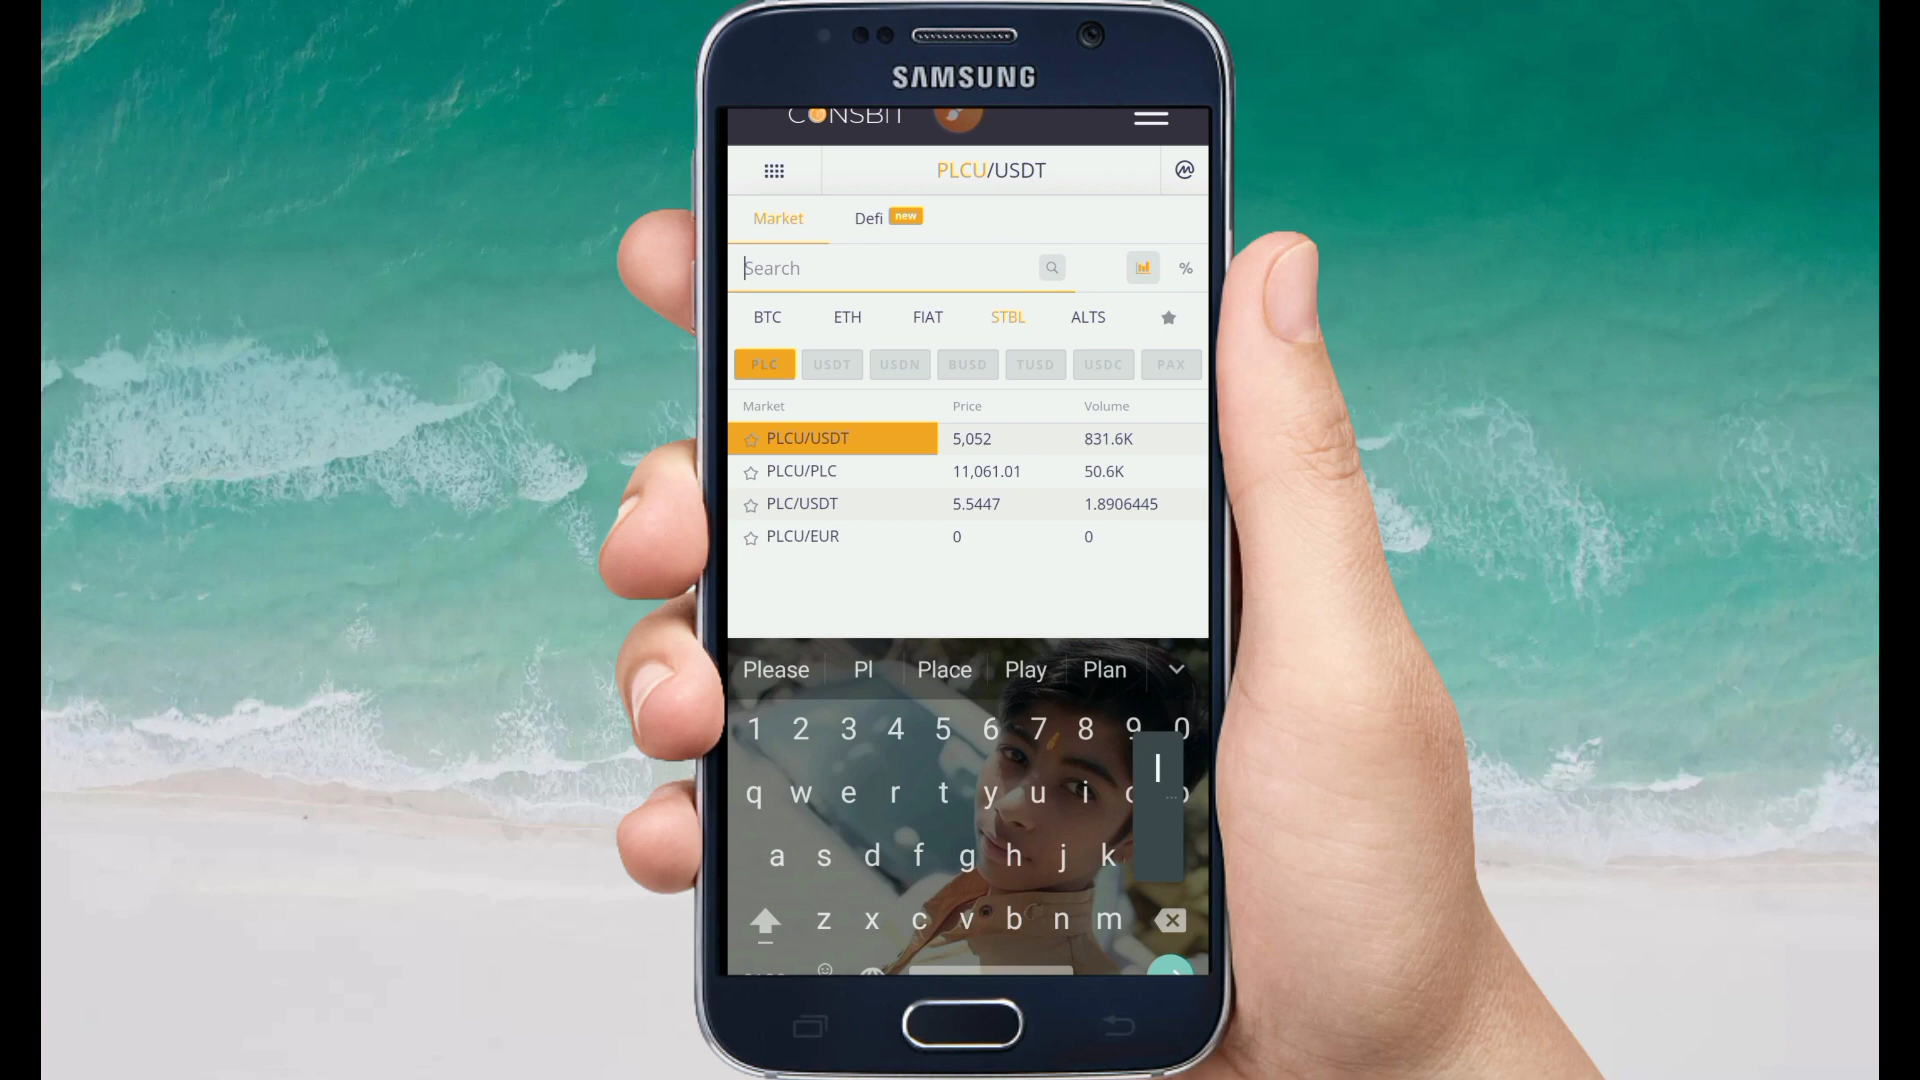 SAMSUNG
CONSBIT
PLCU/USDT
Market Defi new
Search %
BTC ETH FIAT STBL ALTS
PLC USDT USDN BUSD TUSD USDC PAX
Market Price Volume
PLCU/USDT 5,052 831.6K
PLCU/PLC 11,061.01 50.6K
PLC/USDT 5.5447 1.8906445
PLCU/EUR 0 0
Please Pl Place Play Plan
1 2 3 4 5 6 7 8 9 0
q w e r t y u i o p
l
a s d f g h j k
z x c v b n m